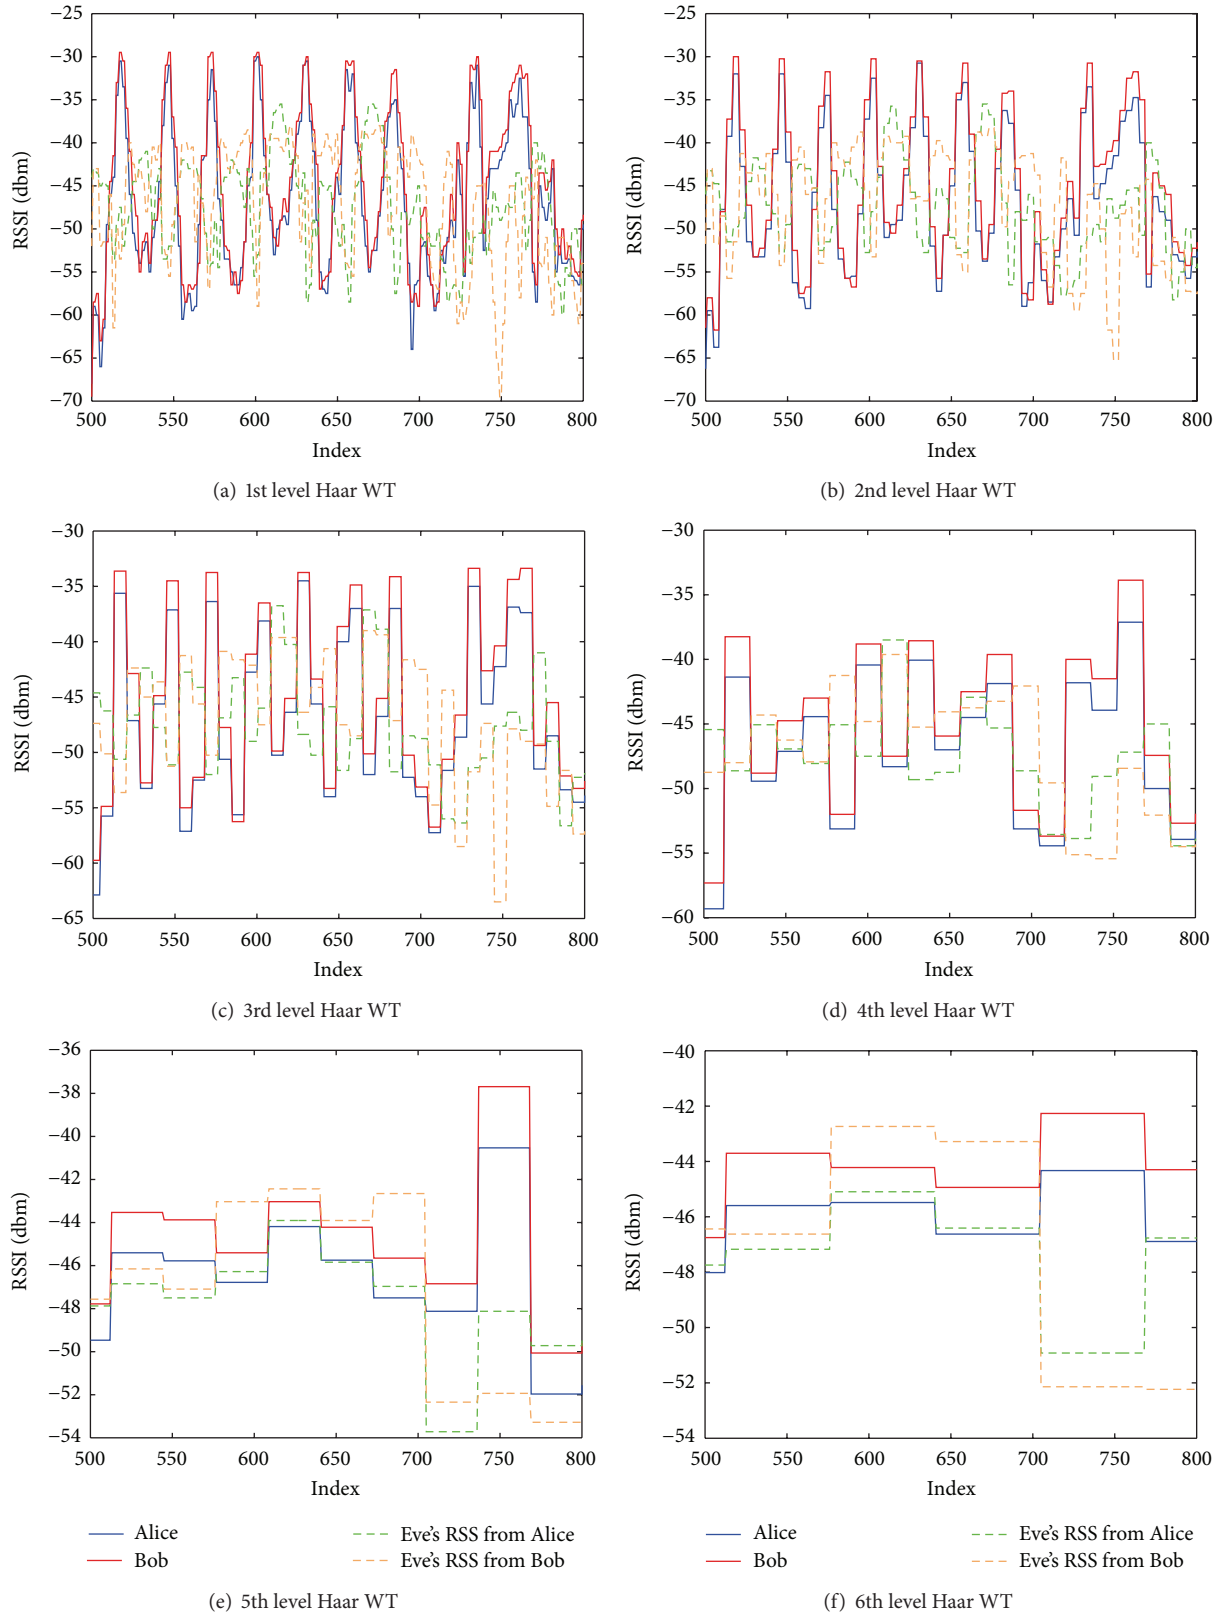 −25
−30
−35
−40
−45
−50
−55
−60
−65
−70
RSSI (dbm)
500 550 600 650 700 750 800
Index
(a) 1st level Haar WT
−25
−30
−35
−40
−45
−50
−55
−60
−65
−70
RSSI (dbm)
500 550 600 650 700 750 800
Index
(b) 2nd level Haar WT
−30
−35
−40
−45
−50
−55
−60
−65
RSSI (dbm)
500 550 600 650 700 750 800
Index
(c) 3rd level Haar WT
−30
−35
−40
−45
−50
−55
−60
RSSI (dbm)
500 550 600 650 700 750 800
Index
(d) 4th level Haar WT
−36
−38
−40
−42
−44
−46
−48
−50
−52
−54
RSSI (dbm)
500 550 600 650 700 750 800
Index
Alice
Bob
Eve's RSS from Alice
Eve's RSS from Bob
(e) 5th level Haar WT
−40
−42
−44
−46
−48
−50
−52
−54
RSSI (dbm)
500 550 600 650 700 750 800
Index
Alice
Bob
Eve's RSS from Alice
Eve's RSS from Bob
(f) 6th level Haar WT